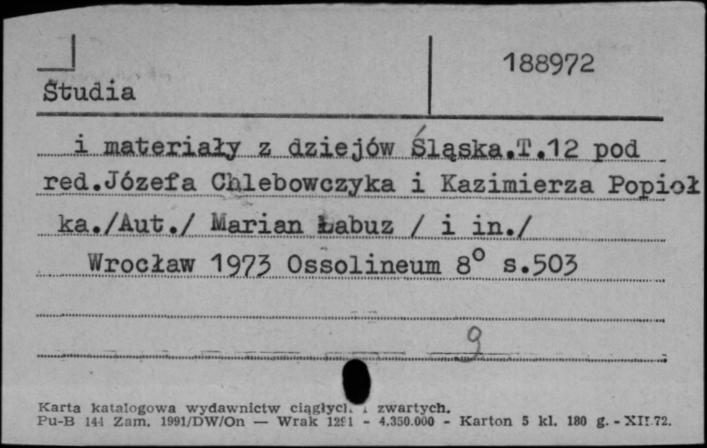 188972
Studia
i materiały z dziejów Śląska.T.12 pod
red.Józefa Chlebowczyka i Kazimierza Popioł
ka./Aut./ Marian Łabuz / i in./
Wrocław 1973 Ossolineum 8° s.503
9
Karta katalogowa wydawnictw ciągłych i zwartych.
Pu-B 144 Zam. 1991/DW/On — Wrak 1291 - 4.350.000 - Karton 5 kl. 180 g. - XII.72.